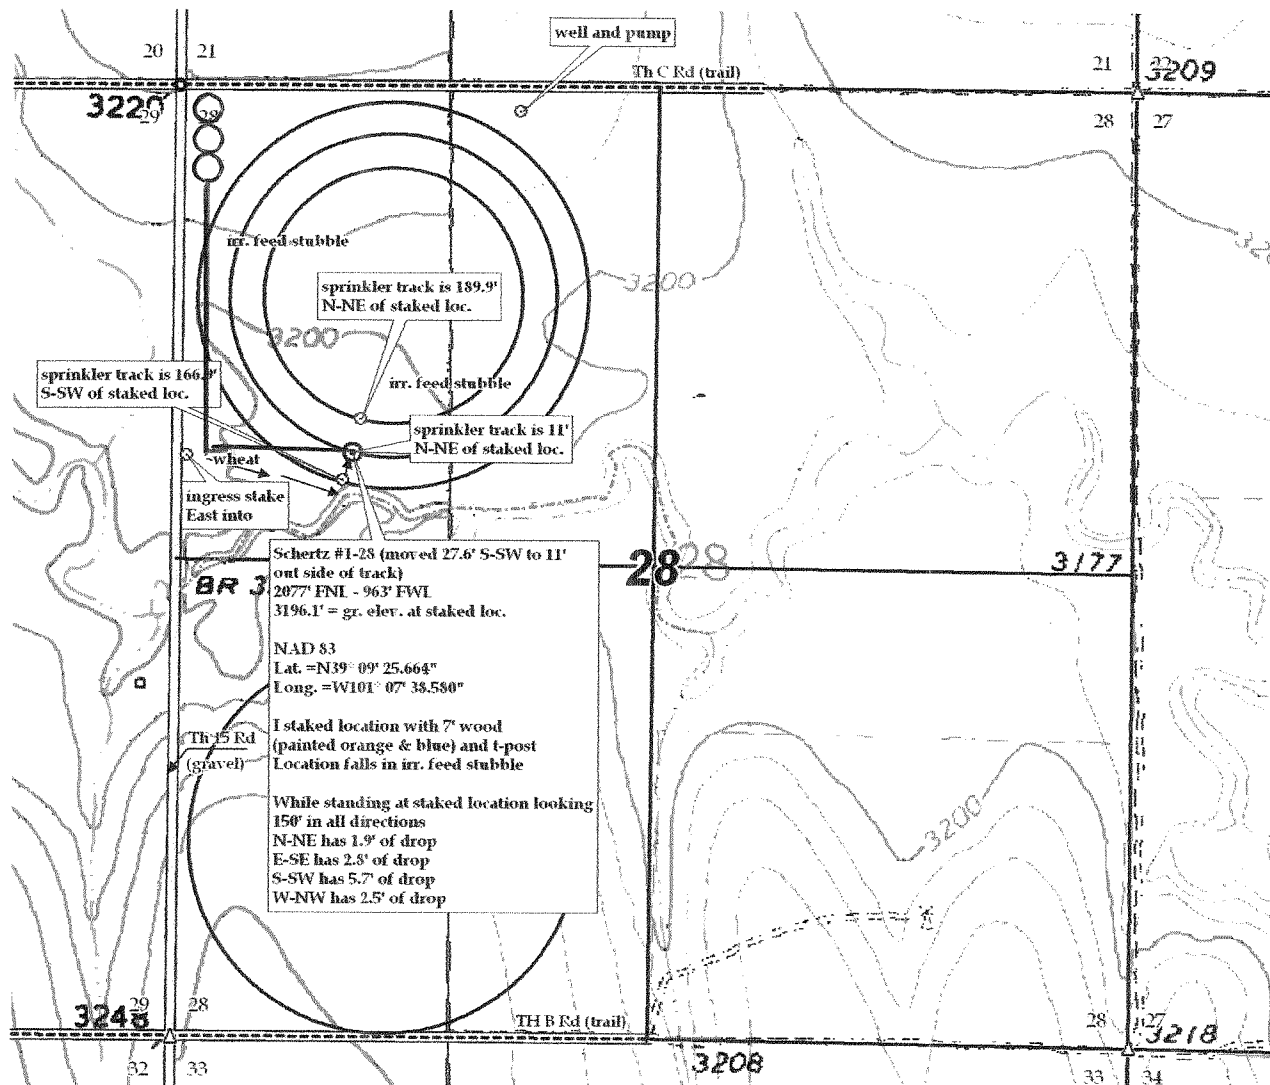 well and pump
20
21
Th C Rd (trail)
21
22
3209
3220
29
28
28
27
irr. feed stubble
sprinkler track is 189.9'
N-NE of staked loc.
3200
3200
sprinkler track is
S-SW of staked loc.
irr. feed stubble
sprinkler track is 11'
N-NE of staked loc.
~wheat
ingress stake
East into
Schertz #1-28 (moved 27.6' S-SW to 11'
out side of track)
2077' FNL - 963' FWL
3196.1' = gr. elev. at staked loc.
NAD 83
Lat. =N39° 09' 25.664"
Long. =W101° 07' 38.580"
I staked location with 7' wood
(painted orange & blue) and t-post
Location falls in irr. feed stubble
While standing at staked location looking
150' in all directions
N-NE has 1.9' of drop
E-SE has 2.8' of drop
S-SW has 5.7' of drop
W-NW has 2.5' of drop
28
28
3177
BR
Th 15 Rd
(gravel)
3200
29
28
TH B Rd (trail)
28
27
3218
3208
32
33
33
34